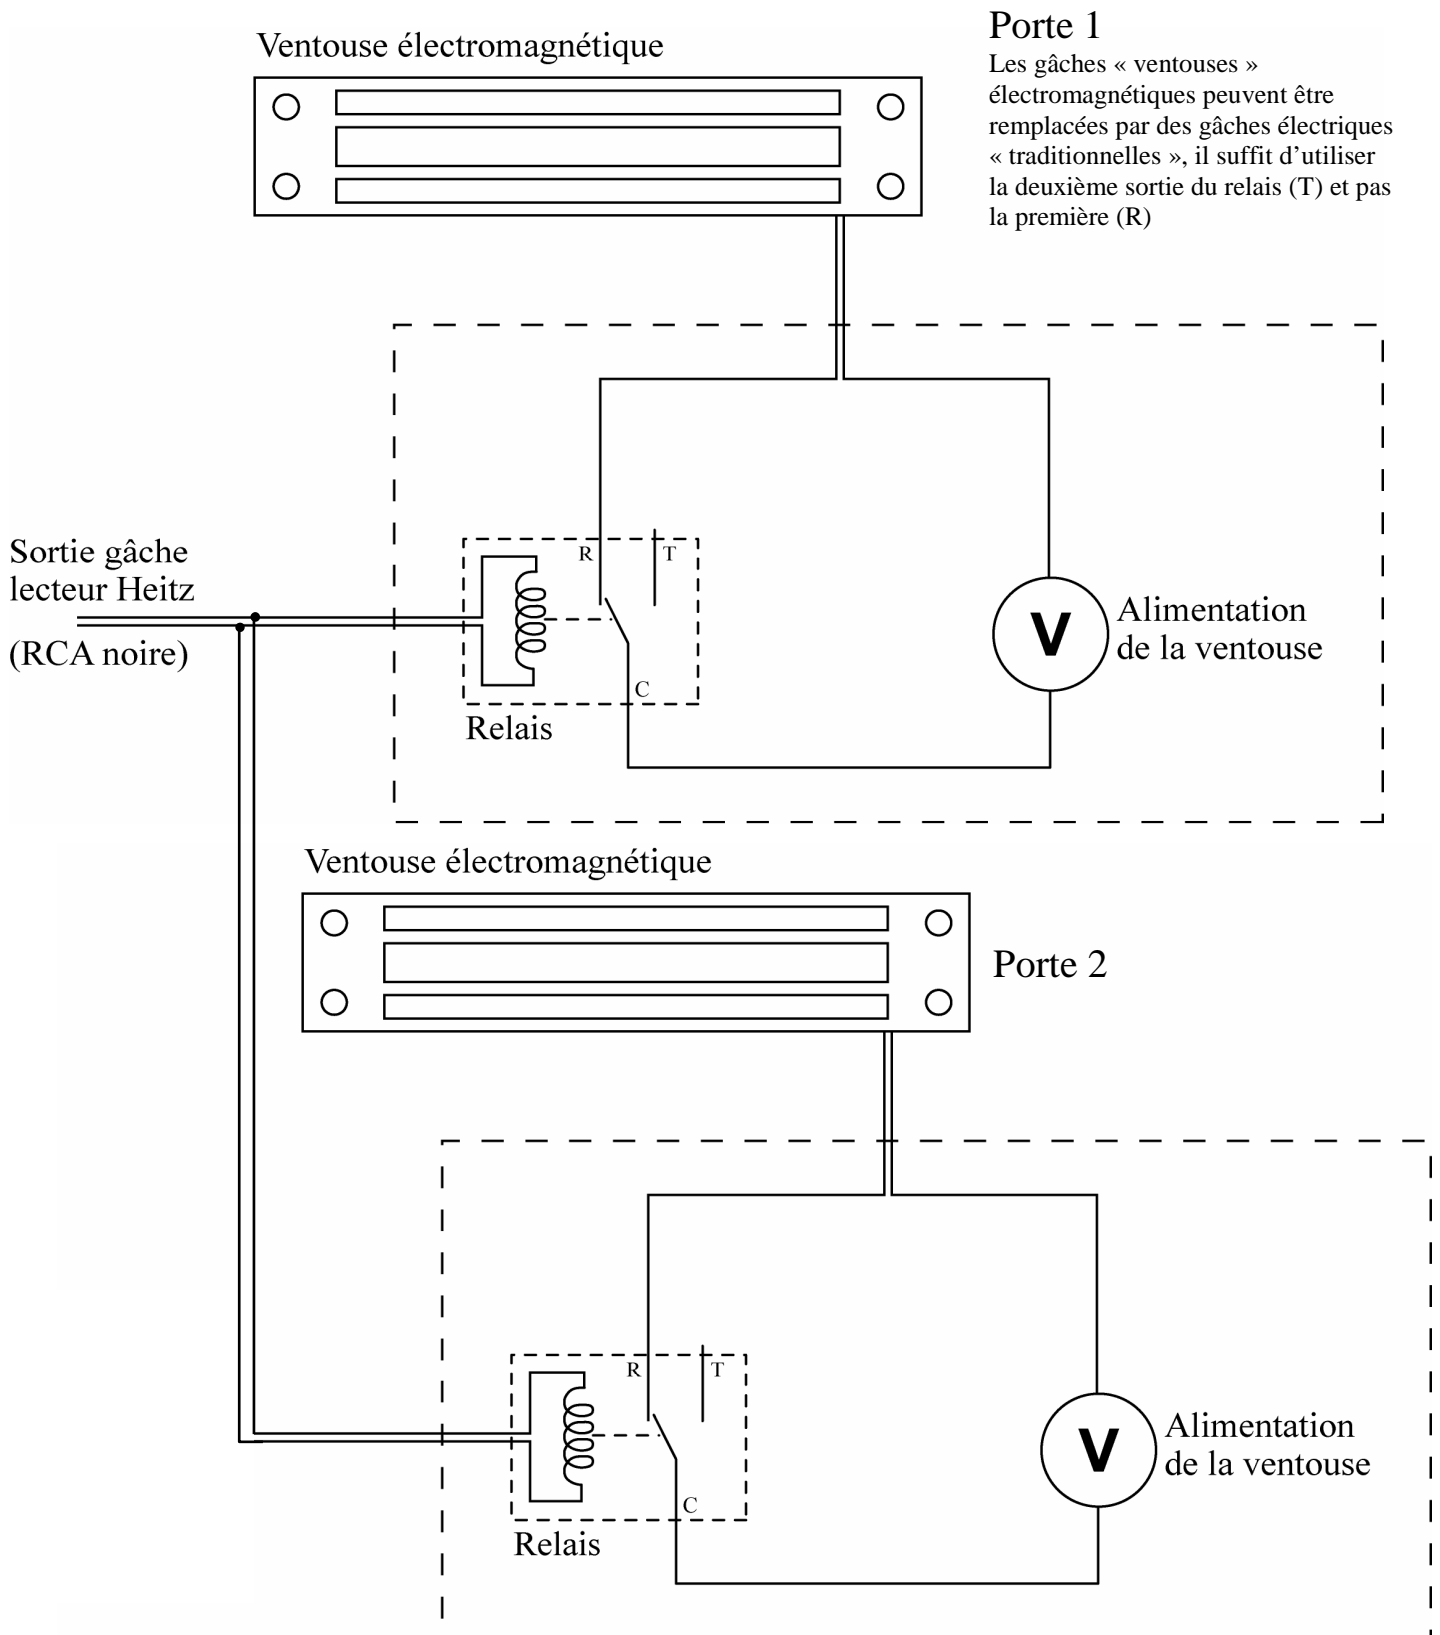 Ventouse électromagnétique
Porte 1
Les gâches « ventouses »
électromagnétiques peuvent être
remplacées par des gâches électriques
« traditionnelles », il suffit d’utiliser
la deuxième sortie du relais (T) et pas
la première (R)
Sortie gâche
lecteur Heitz
(RCA noire)
R
T
C
Relais
V
Alimentation
de la ventouse
Ventouse électromagnétique
Porte 2
R
T
C
Relais
V
Alimentation
de la ventouse